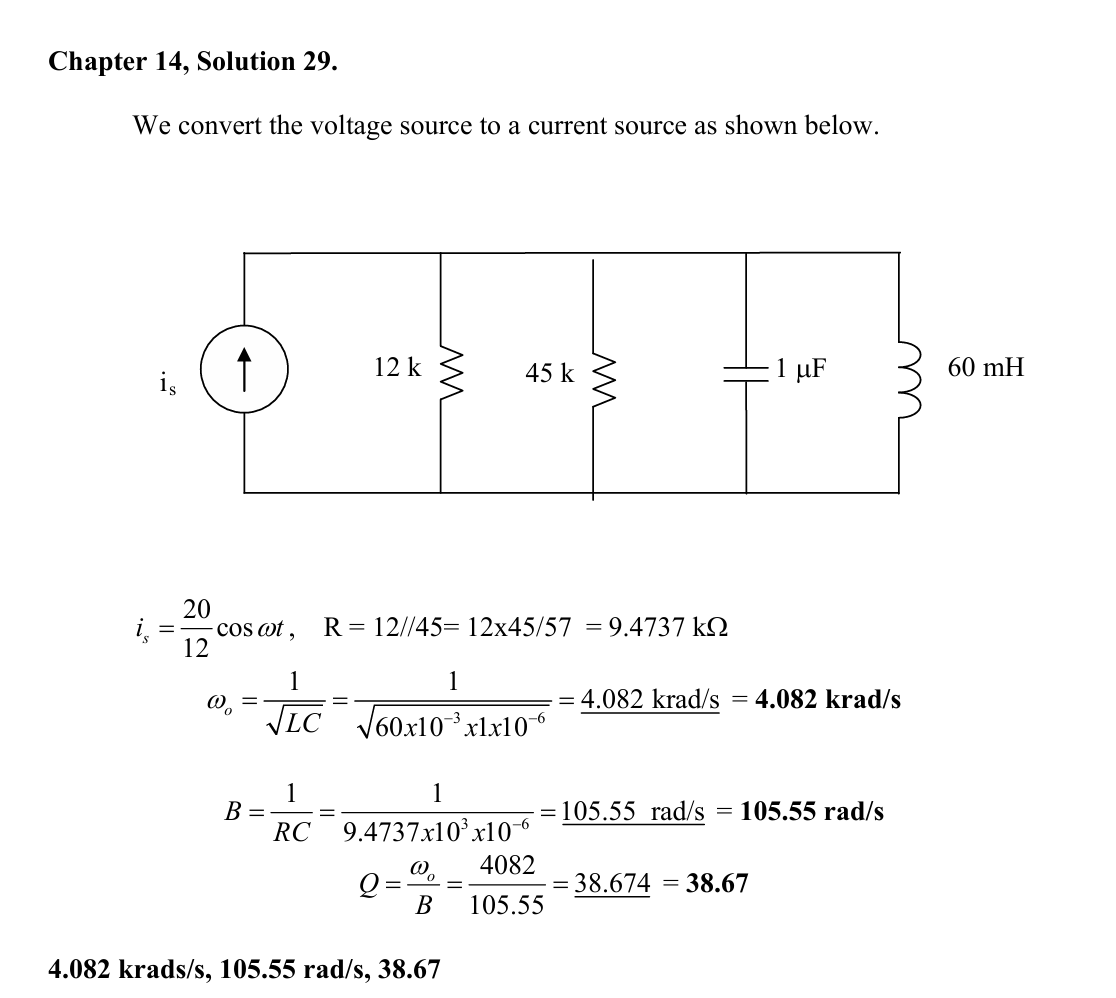 Chapter 14, Solution 29.
We convert the voltage source to a current source as shown below.
i_s
12 k
45 k
1 μF
60 mH
i_s = 20/12 cos ωt, R = 12//45= 12x45/57 = 9.4737 kΩ
ω_o = 1/√LC = 1/√60x10^−3 x1x10^−6 = 4.082 krad/s = 4.082 krad/s
B = 1/RC = 1/9.4737x10^3 x10^−6 = 105.55 rad/s = 105.55 rad/s
Q = ω_o/B = 4082/105.55 = 38.674 = 38.67
4.082 krads/s, 105.55 rad/s, 38.67